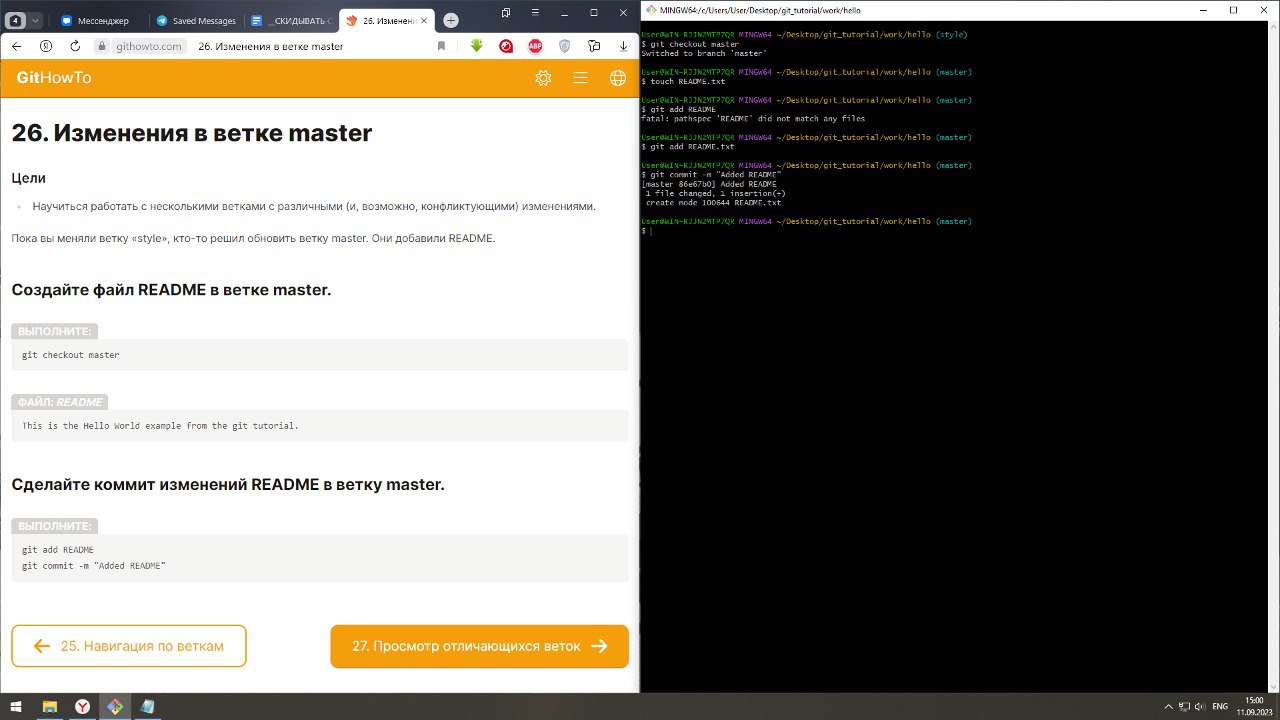 4
Мессенджер
Saved Messages
__СКИДЫВАТЬ С
26. Изменени
githowto.com
26. Изменения в ветке master
ABP
GitHowTo
26. Изменения в ветке master
Цели
Научиться работать с несколькими ветками с различными (и, возможно, конфликтующими) изменениями.
Пока вы меняли ветку «style», кто-то решил обновить ветку master. Они добавили README.
Создайте файл README в ветке master.
ВЫПОЛНИТЕ:
git checkout master
ФАЙЛ: README
This is the Hello World example from the git tutorial.
Сделайте коммит изменений README в ветку master.
ВЫПОЛНИТЕ:
git add README
git commit -m "Added README"
25. Навигация по веткам
27. Просмотр отличающихся веток
MINGW64:/c/Users/User/Desktop/git_tutorial/work/hello
User@WIN-RJJN2MTP7QR MINGW64 ~/Desktop/git_tutorial/work/hello (style)
$ git checkout master
Switched to branch 'master'
User@WIN-RJJN2MTP7QR MINGW64 ~/Desktop/git_tutorial/work/hello (master)
$ touch README.txt
User@WIN-RJJN2MTP7QR MINGW64 ~/Desktop/git_tutorial/work/hello (master)
$ git add README
fatal: pathspec 'README' did not match any files
User@WIN-RJJN2MTP7QR MINGW64 ~/Desktop/git_tutorial/work/hello (master)
$ git add README.txt
User@WIN-RJJN2MTP7QR MINGW64 ~/Desktop/git_tutorial/work/hello (master)
$ git commit -m "Added README"
[master 86e67b0] Added README
1 file changed, 1 insertion(+)
create mode 100644 README.txt
User@WIN-RJJN2MTP7QR MINGW64 ~/Desktop/git_tutorial/work/hello (master)
$
ENG
15:00
11.09.2023